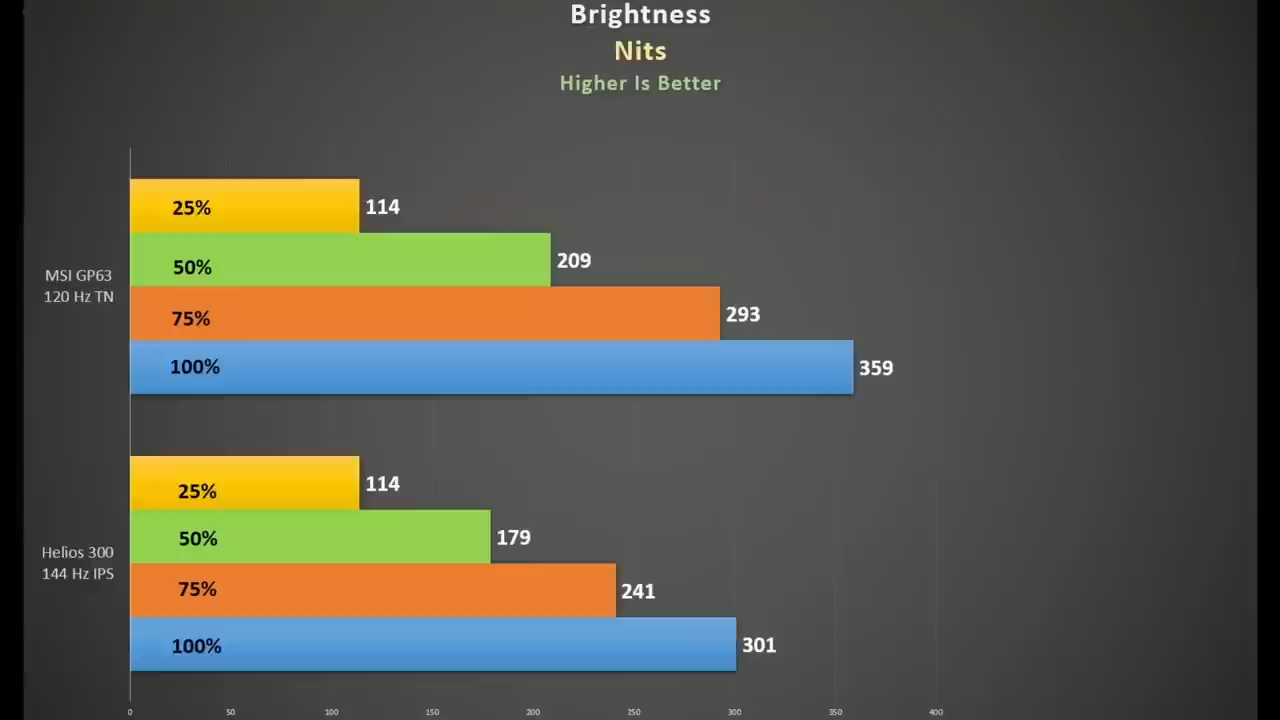 Brightness
Nits
Higher Is Better
MSI GP63
120 Hz TN
25%
114
50%
209
75%
293
100%
359
Helios 300
144 Hz IPS
25%
114
50%
179
75%
241
100%
301
0 50 100 150 200 250 300 350 400